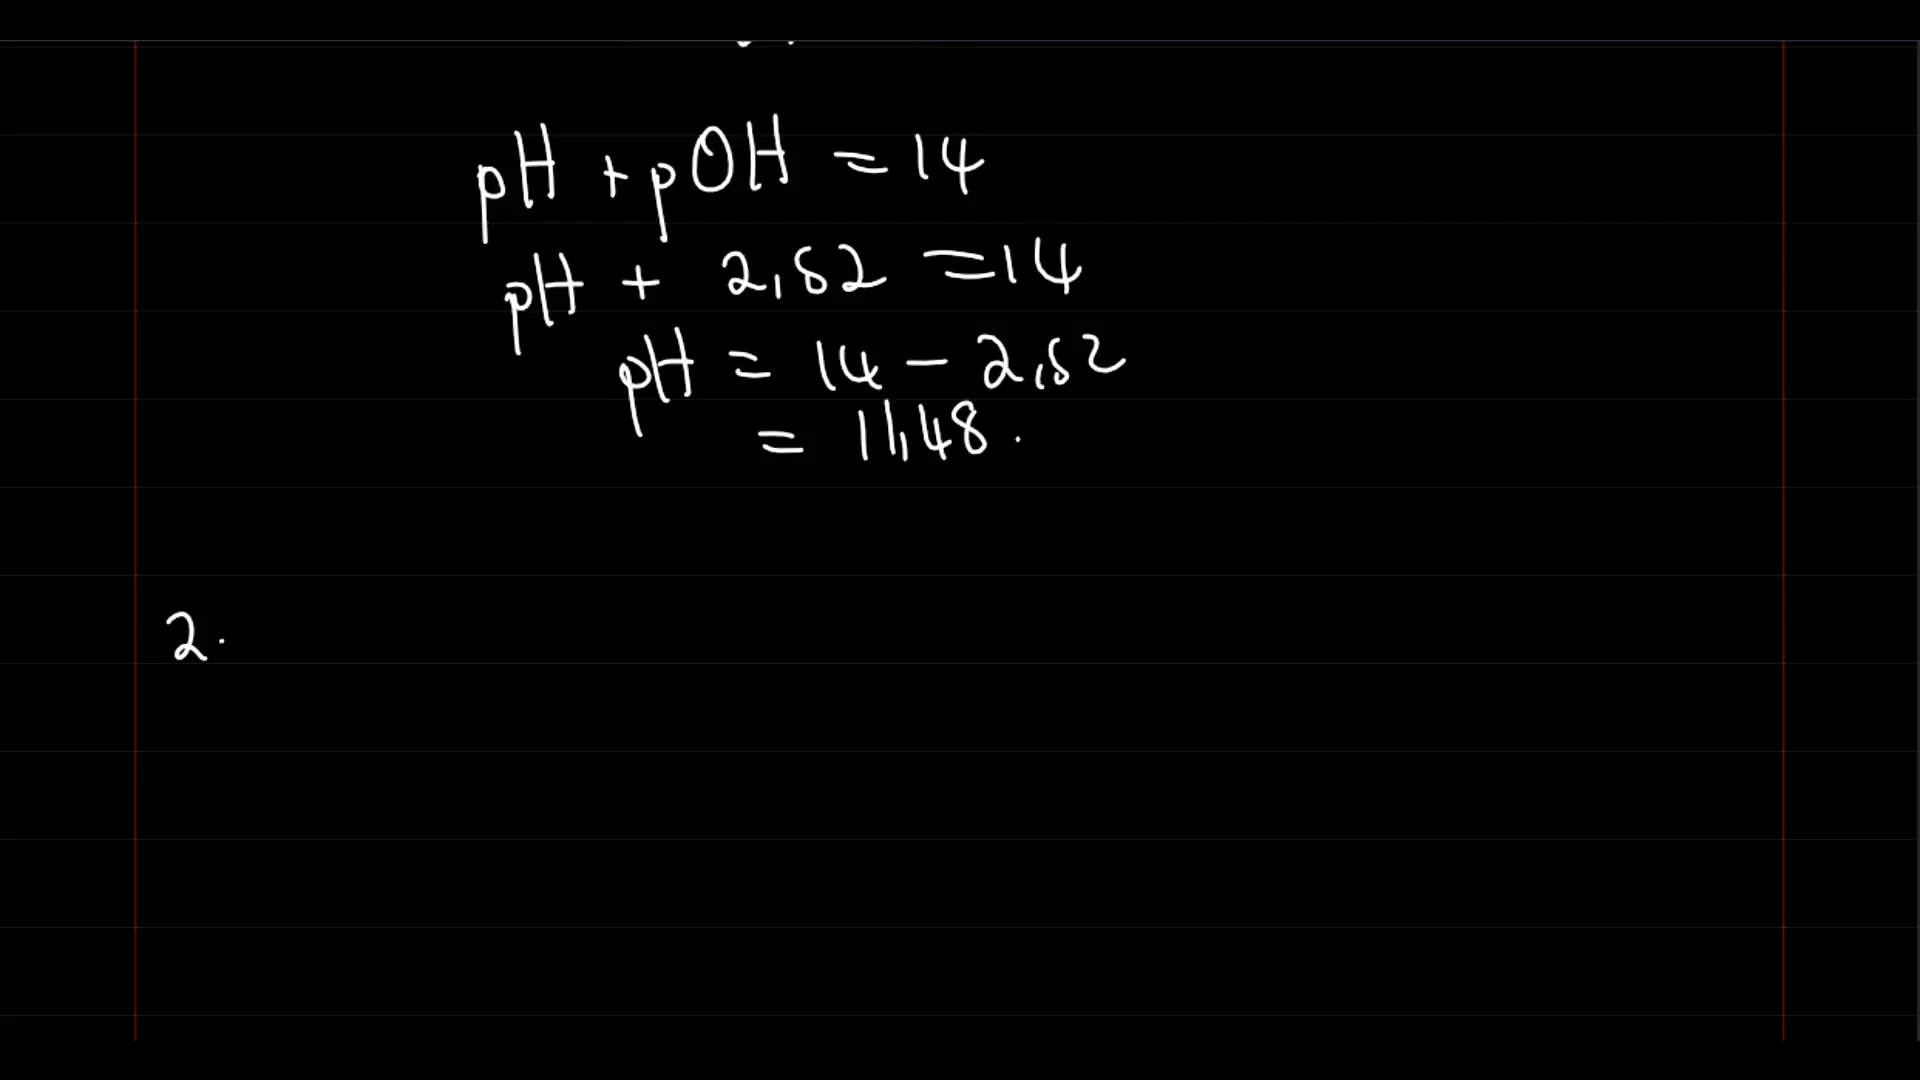 pH + pOH = 14
pH + 2,52 = 14
pH = 14 - 2,52
= 11,48.
2.